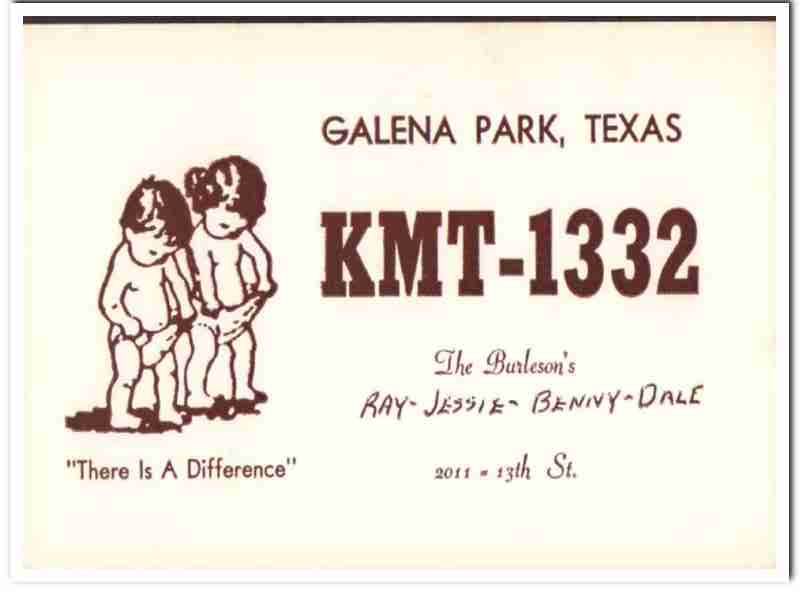 GALENA PARK, TEXAS
KMT-1332
The Burleson's
RAY- JESSIE- BENNY-DALE
2011 - 13th St.
"There Is A Difference"